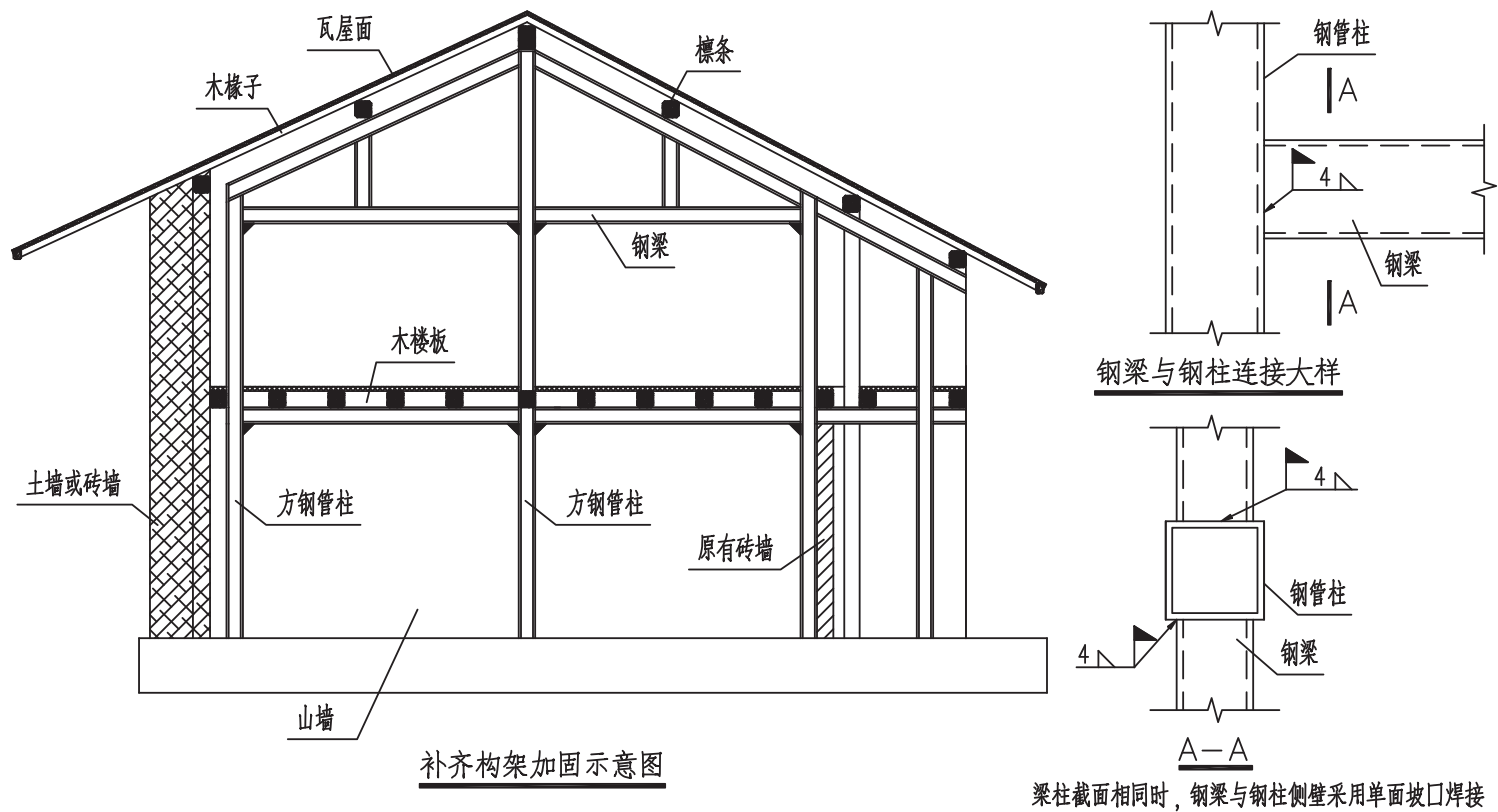 瓦屋面
檩条
木椽子
钢梁
木楼板
土墙或砖墙
方钢管柱
方钢管柱
原有砖墙
山墙
补齐构架加固示意图
钢管柱
A
4
钢梁
A
钢梁与钢柱连接大样
4
钢管柱
4
钢梁
A-A
梁柱截面相同时，钢梁与钢柱侧壁采用单面坡口焊接